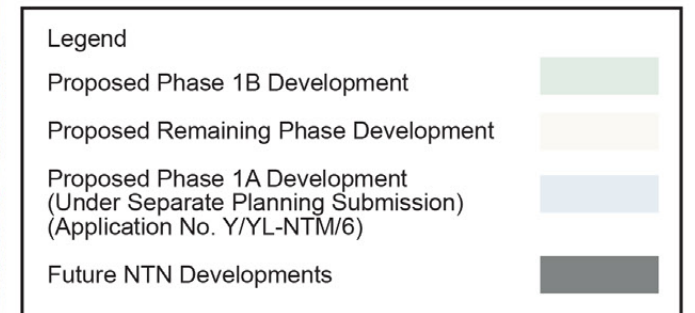 Legend
Proposed Phase 1B Development
Proposed Remaining Phase Development
Proposed Phase 1A Development
(Under Separate Planning Submission)
(Application No. Y/YL-NTM/6)
Future NTN Developments